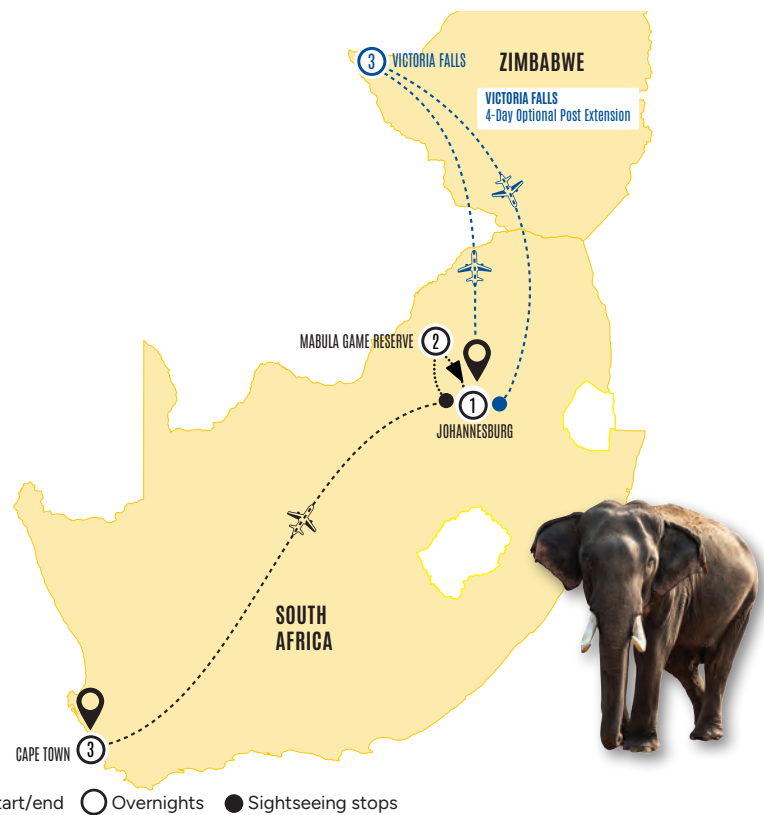 3
VICTORIA FALLS
ZIMBABWE
VICTORIA FALLS
4-Day Optional Post Extension
MABULA GAME RESERVE
2
1
JOHANNESBURG
SOUTH
AFRICA
CAPE TOWN
3
tart/end
Overnights
Sightseeing stops